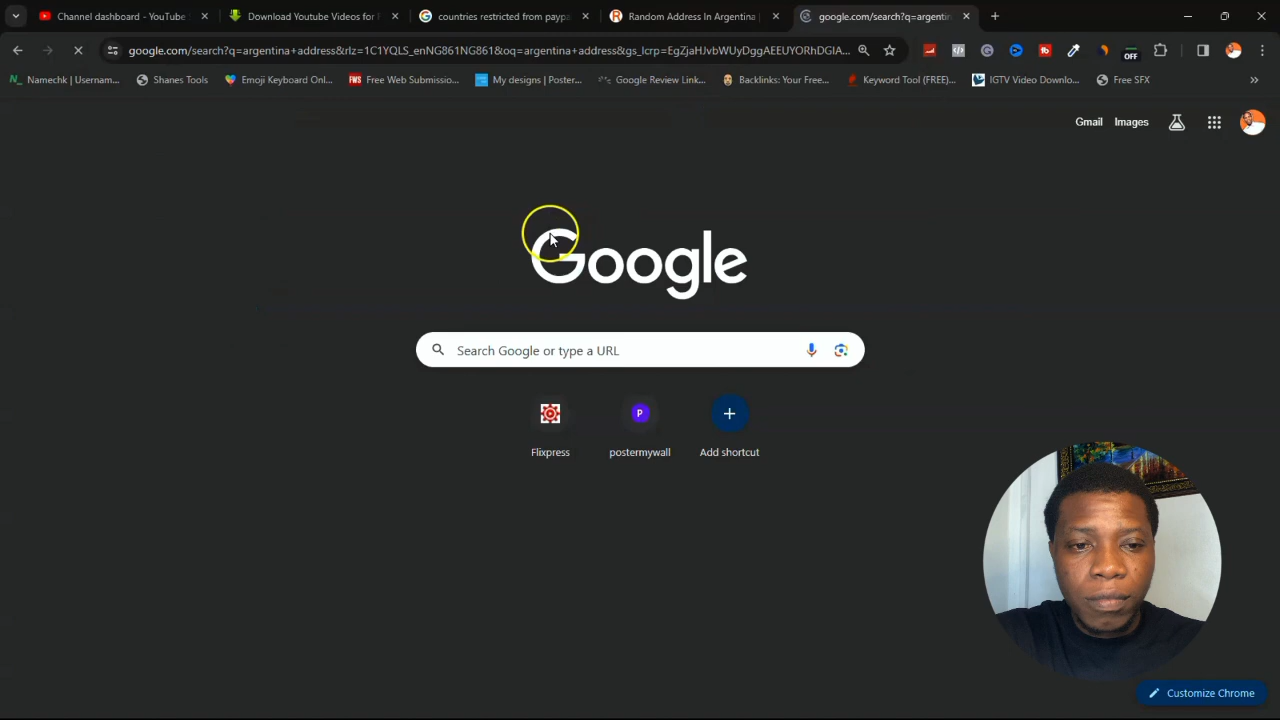 Channel dashboard - YouTube
Download Youtube Videos for
countries restricted from paypa
Random Address In Argentina |
google.com/search?q=argentin
google.com/search?q=argentina+address&rlz=1C1YQLS_enNG861NG861&oq=argentina+address&gs_lcrp=EgZjaHJvbWUyDggAEEUYORhDGIA...
OFF
Namechk | Usernam...
Shanes Tools
Emoji Keyboard Onl...
FWS Free Web Submissio...
My designs | Poster...
Google Review Link...
Backlinks: Your Free...
Keyword Tool (FREE)...
IGTV Video Downlo...
Free SFX
Gmail
Images
Google
Search Google or type a URL
P
Flixpress
postermywall
Add shortcut
Customize Chrome